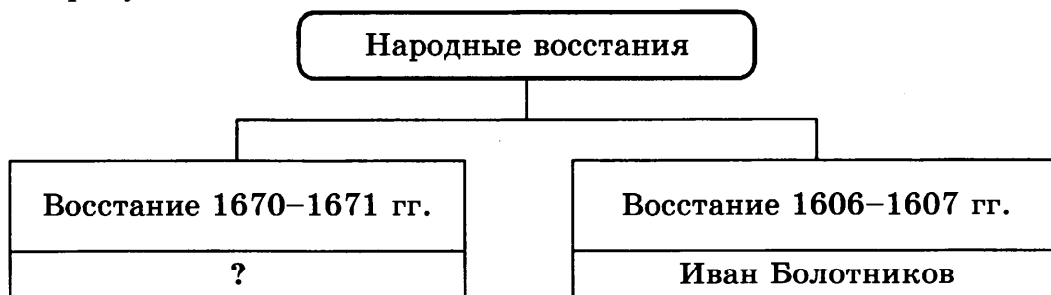 Народные восстания
Восстание 1670–1671 гг.
Восстание 1606–1607 гг.
?
Иван Болотников